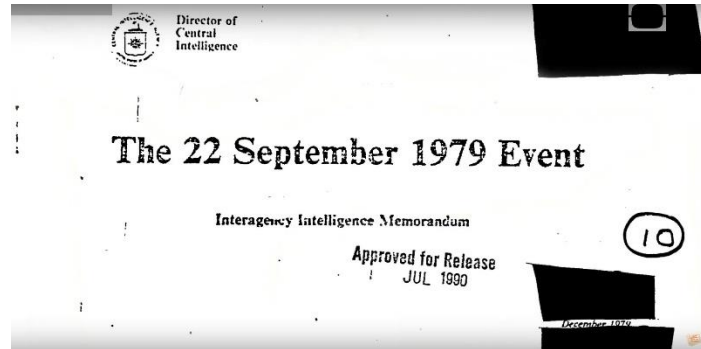 Director of
Central
Intelligence
The 22 September 1979 Event
Interagency Intelligence Memorandum
10
Approved for Release
JUL 1990
December 1979